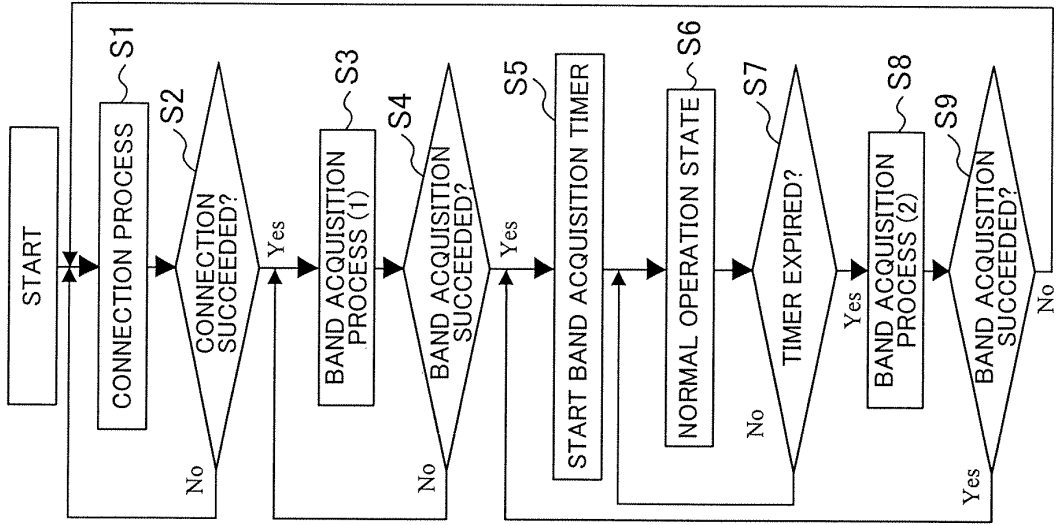 START
CONNECTION PROCESS
S1
CONNECTION
SUCCEEDED?
S2
No
Yes
BAND ACQUISITION
PROCESS (1)
S3
BAND ACQUISITION
SUCCEEDED?
S4
No
Yes
START BAND ACQUISITION TIMER
S5
NORMAL OPERATION STATE
S6
TIMER EXPIRED?
S7
No
Yes
BAND ACQUISITION
PROCESS (2)
S8
BAND ACQUISITION
SUCCEEDED?
S9
Yes
No